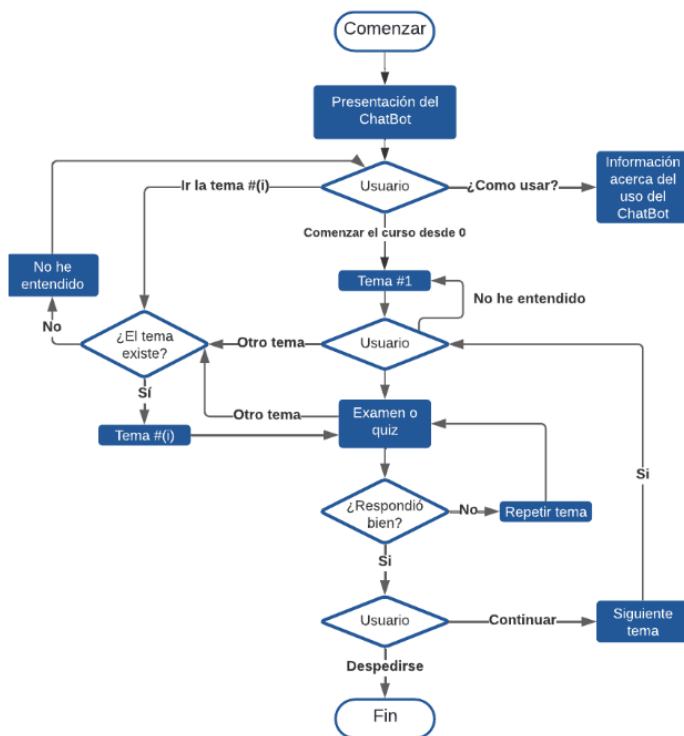 Comenzar
Presentación del
ChatBot
Ir la tema #(i)
Usuario
¿Como usar?
Información
acerca del
uso del
ChatBot
Comenzar el curso desde 0
No he
entendido
Tema #1
No he entendido
No
¿El tema
existe?
Otro tema
Usuario
Sí
Otro tema
Examen o
quiz
Tema #(i)
Si
¿Respondió
bien?
No
Repetir tema
Si
Usuario
Continuar
Siguiente
tema
Despedirse
Fin